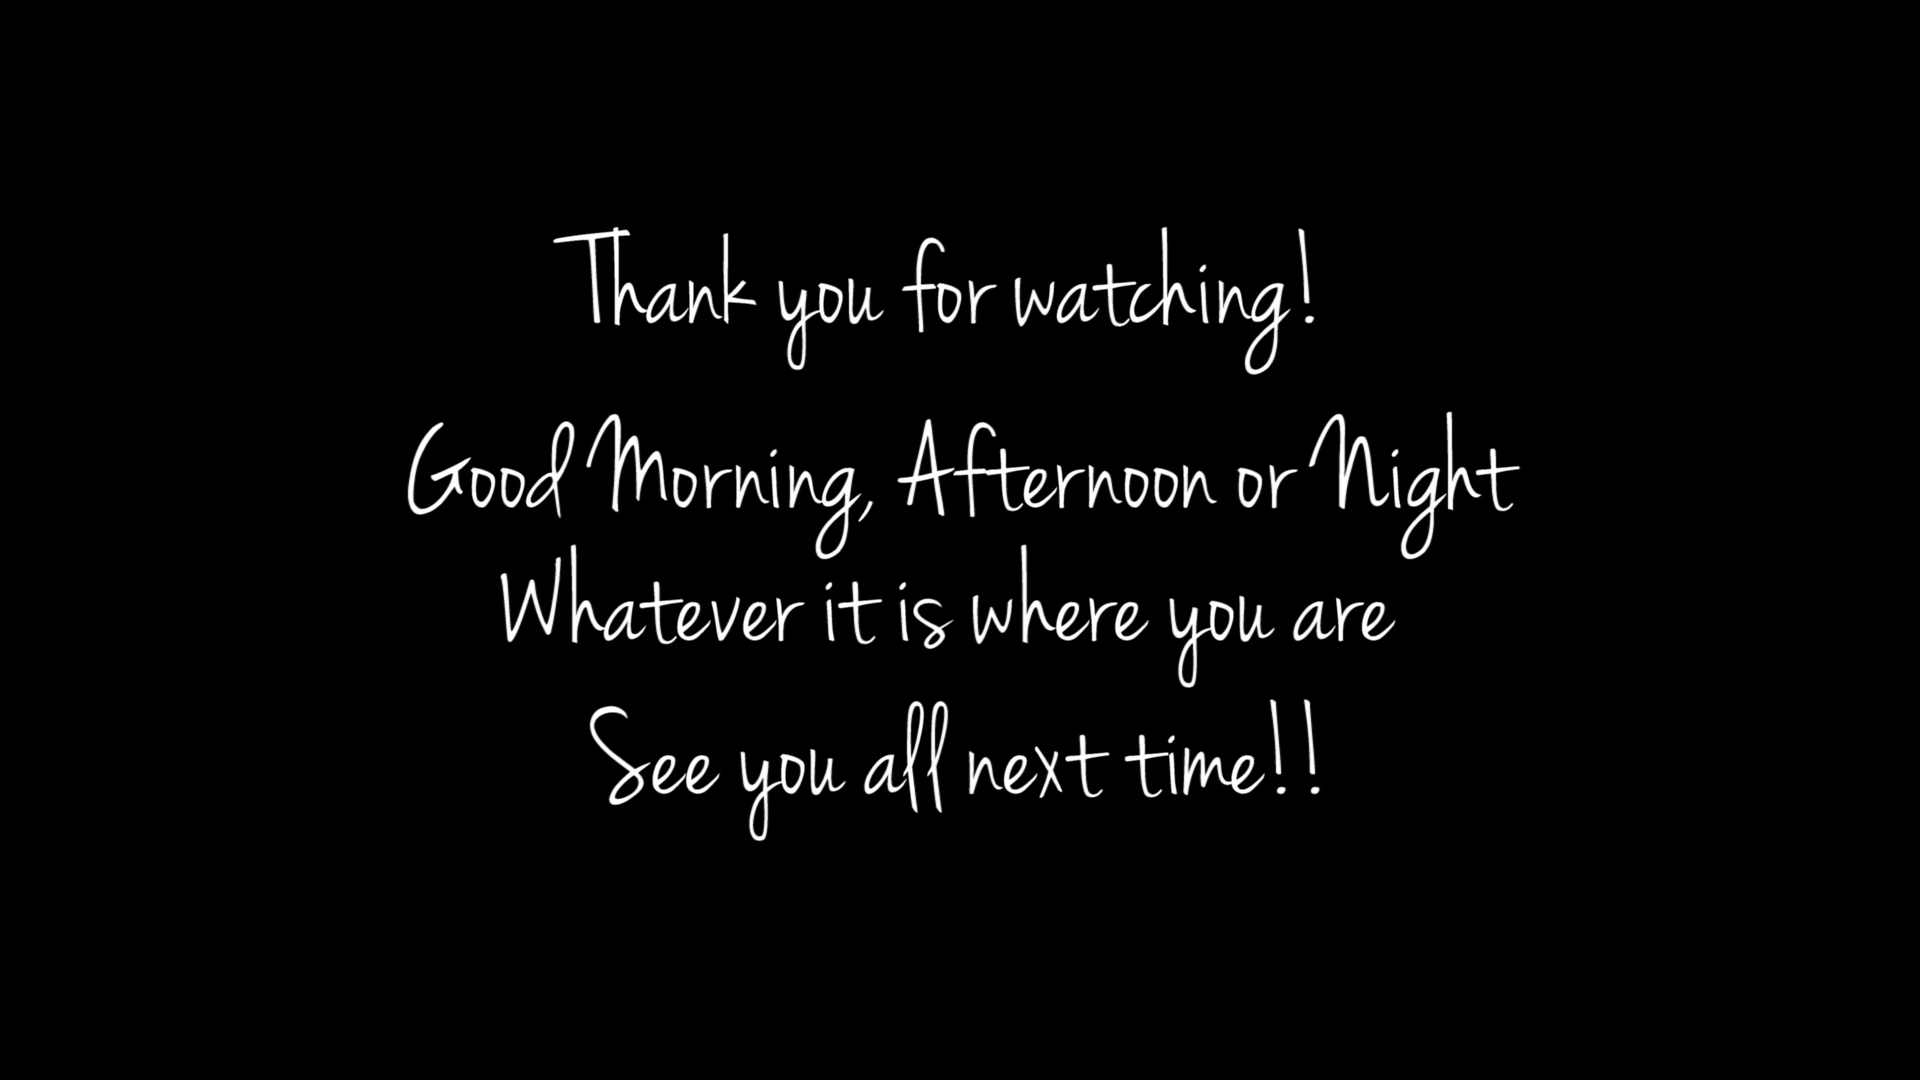 Thank you for watching!
Good Morning, Afternoon or Night
Whatever it is where you are
See you all next time!!